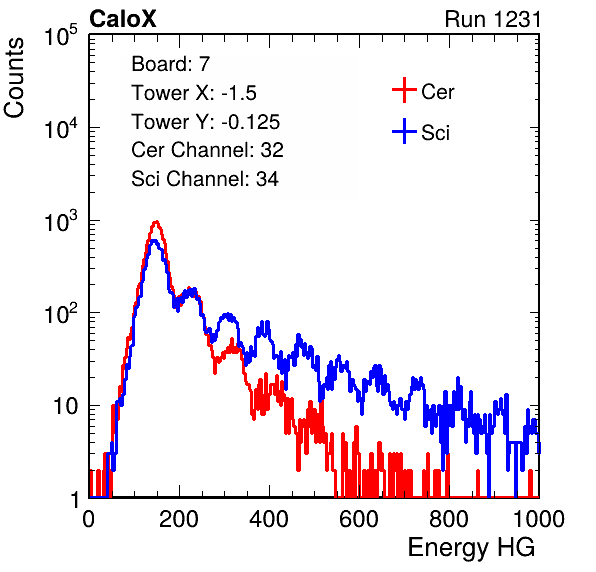 CaloX Run 1231
Counts
Board: 7
Tower X: -1.5
Tower Y: -0.125
Cer Channel: 32
Sci Channel: 34
Cer
Sci
10^5
10^4
10^3
10^2
10
1
0 200 400 600 800 1000
Energy HG